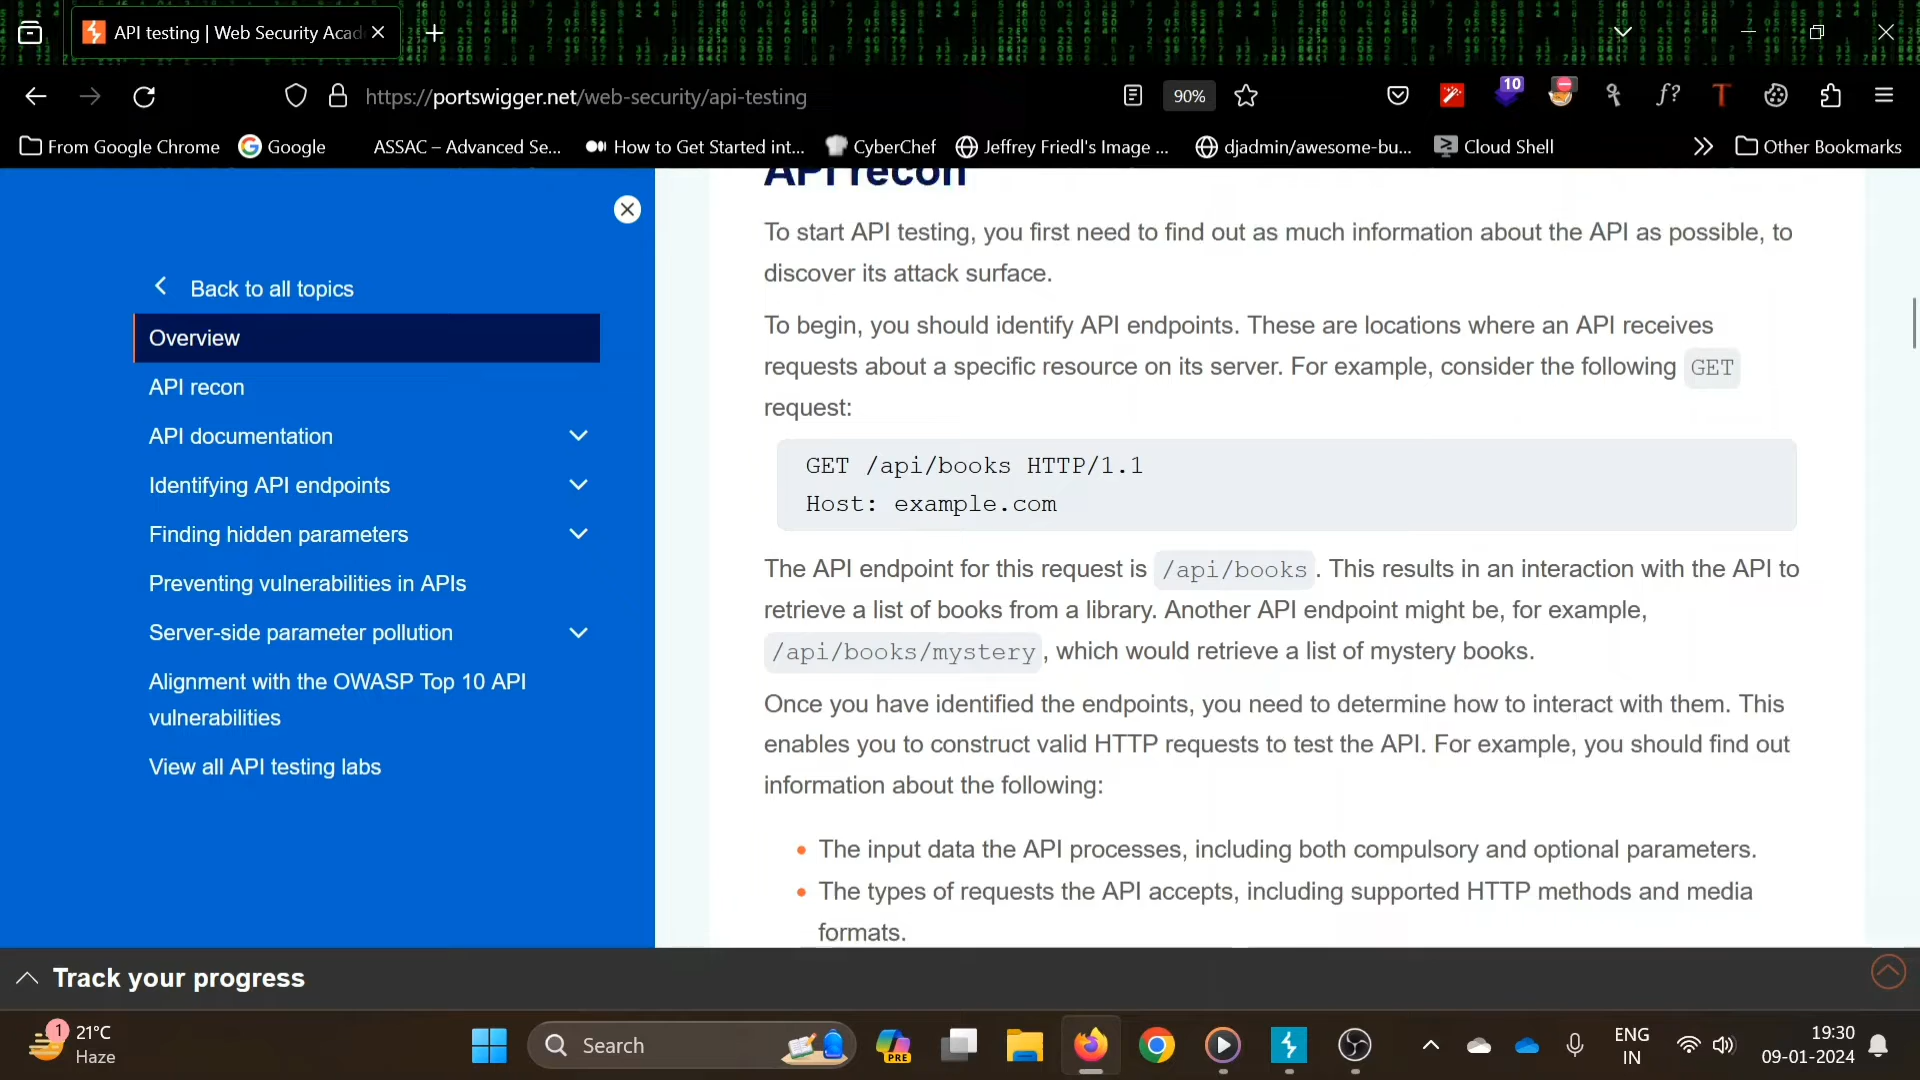 API testing | Web Security Acad
https://portswigger.net/web-security/api-testing
90%
10
f?
T
From Google Chrome
Google
ASSAC – Advanced Se...
How to Get Started int...
CyberChef
Jeffrey Friedl's Image ...
djadmin/awesome-bu...
Cloud Shell
Other Bookmarks
Back to all topics
Overview
API recon
API documentation
Identifying API endpoints
Finding hidden parameters
Preventing vulnerabilities in APIs
Server-side parameter pollution
Alignment with the OWASP Top 10 API
vulnerabilities
View all API testing labs
API recon
To start API testing, you first need to find out as much information about the API as possible, to
discover its attack surface.
To begin, you should identify API endpoints. These are locations where an API receives
requests about a specific resource on its server. For example, consider the following GET
request:
GET /api/books HTTP/1.1
Host: example.com
The API endpoint for this request is /api/books. This results in an interaction with the API to
retrieve a list of books from a library. Another API endpoint might be, for example,
/api/books/mystery, which would retrieve a list of mystery books.
Once you have identified the endpoints, you need to determine how to interact with them. This
enables you to construct valid HTTP requests to test the API. For example, you should find out
information about the following:
The input data the API processes, including both compulsory and optional parameters.
The types of requests the API accepts, including supported HTTP methods and media
formats.
Track your progress
1
21°C
Haze
Search
PRE
ENG
IN
19:30
09-01-2024